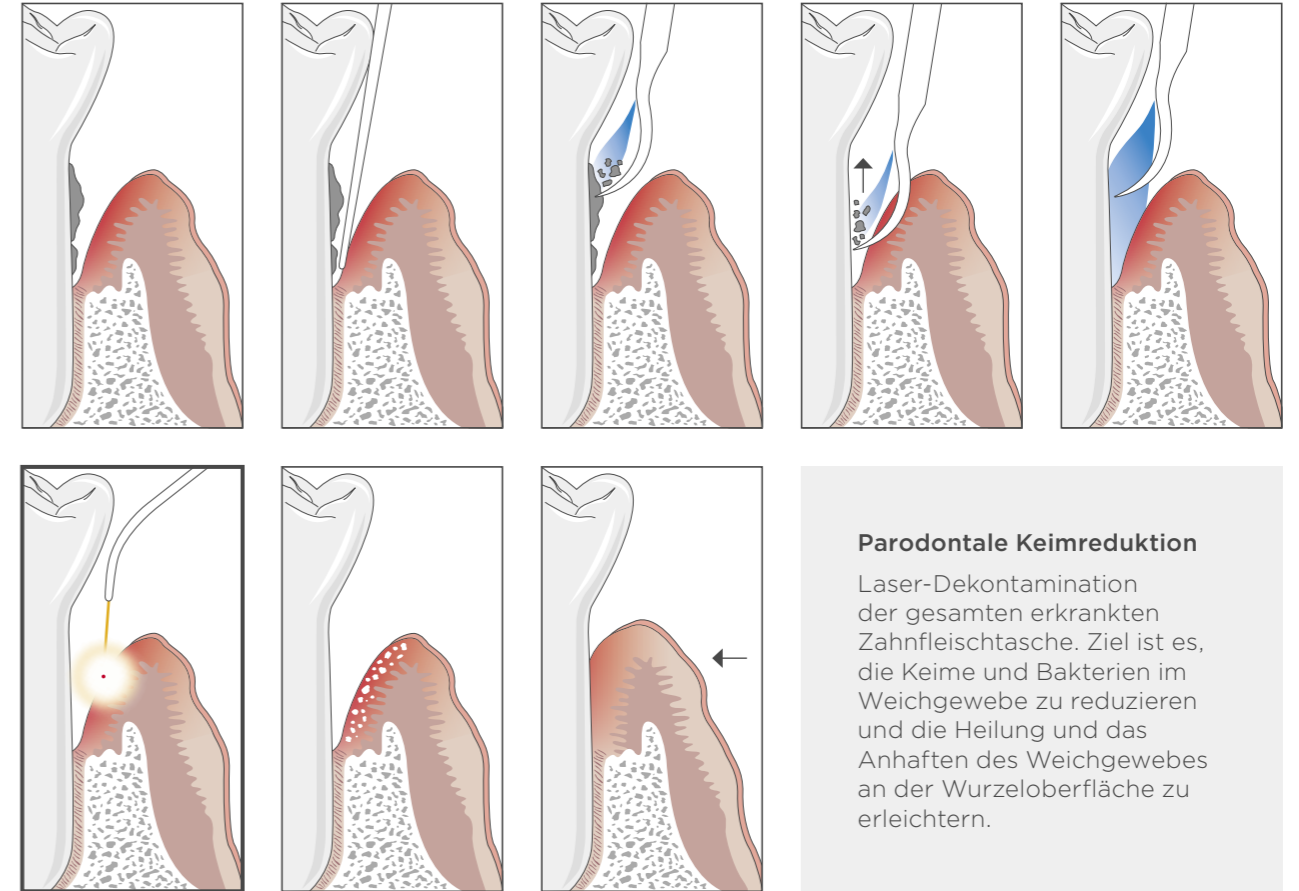 Parodontale Keimreduktion
Laser-Dekontamination
der gesamten erkrankten
Zahnfleischtasche. Ziel ist es,
die Keime und Bakterien im
Weichgewebe zu reduzieren
und die Heilung und das
Anhaften des Weichgewebes
an der Wurzeloberfläche zu
erleichtern.